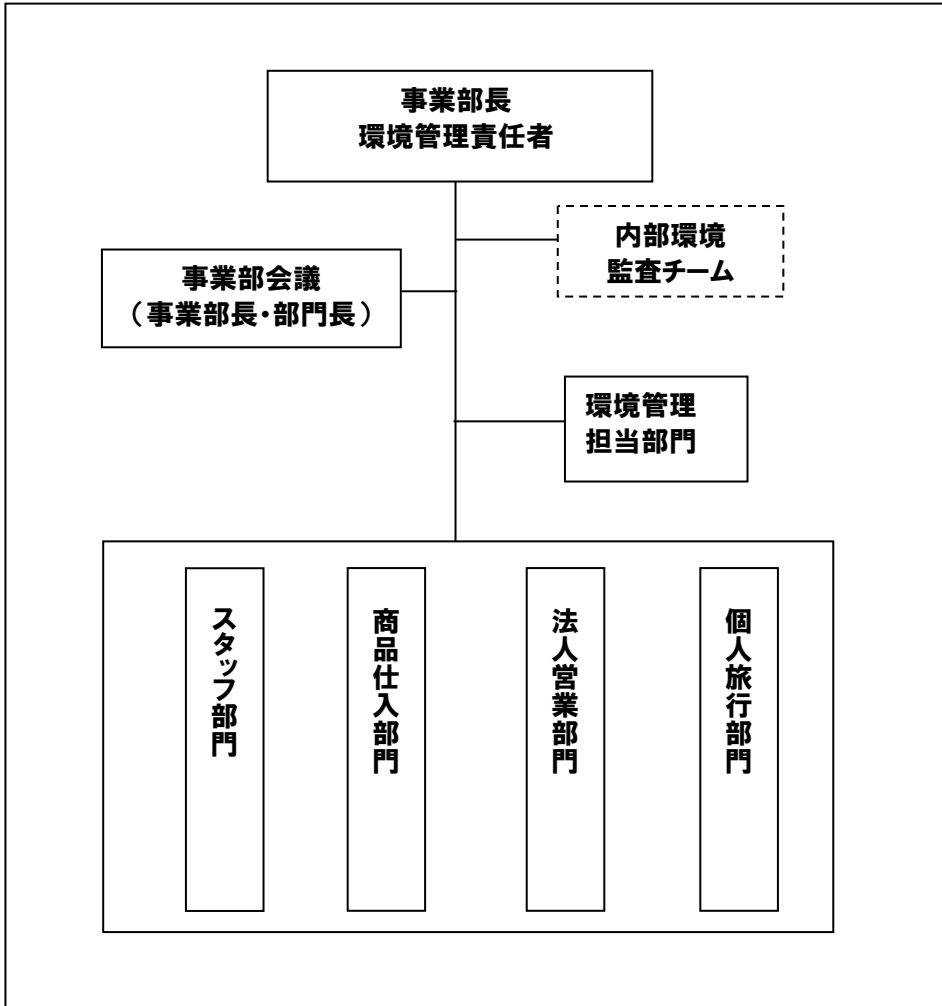 事業部長
環境管理責任者
内部環境
監査チーム
事業部会議
（事業部長・部門長）
環境管理
担当部門
スタッフ部門
商品仕入部門
法人営業部門
個人旅行部門